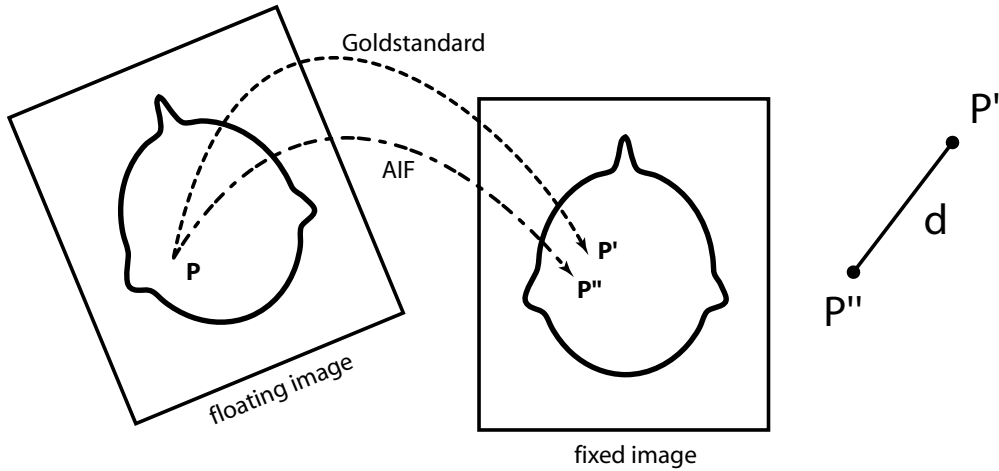 Goldstandard
AIF
P
floating image
P'
P"
fixed image
P'
d
P"